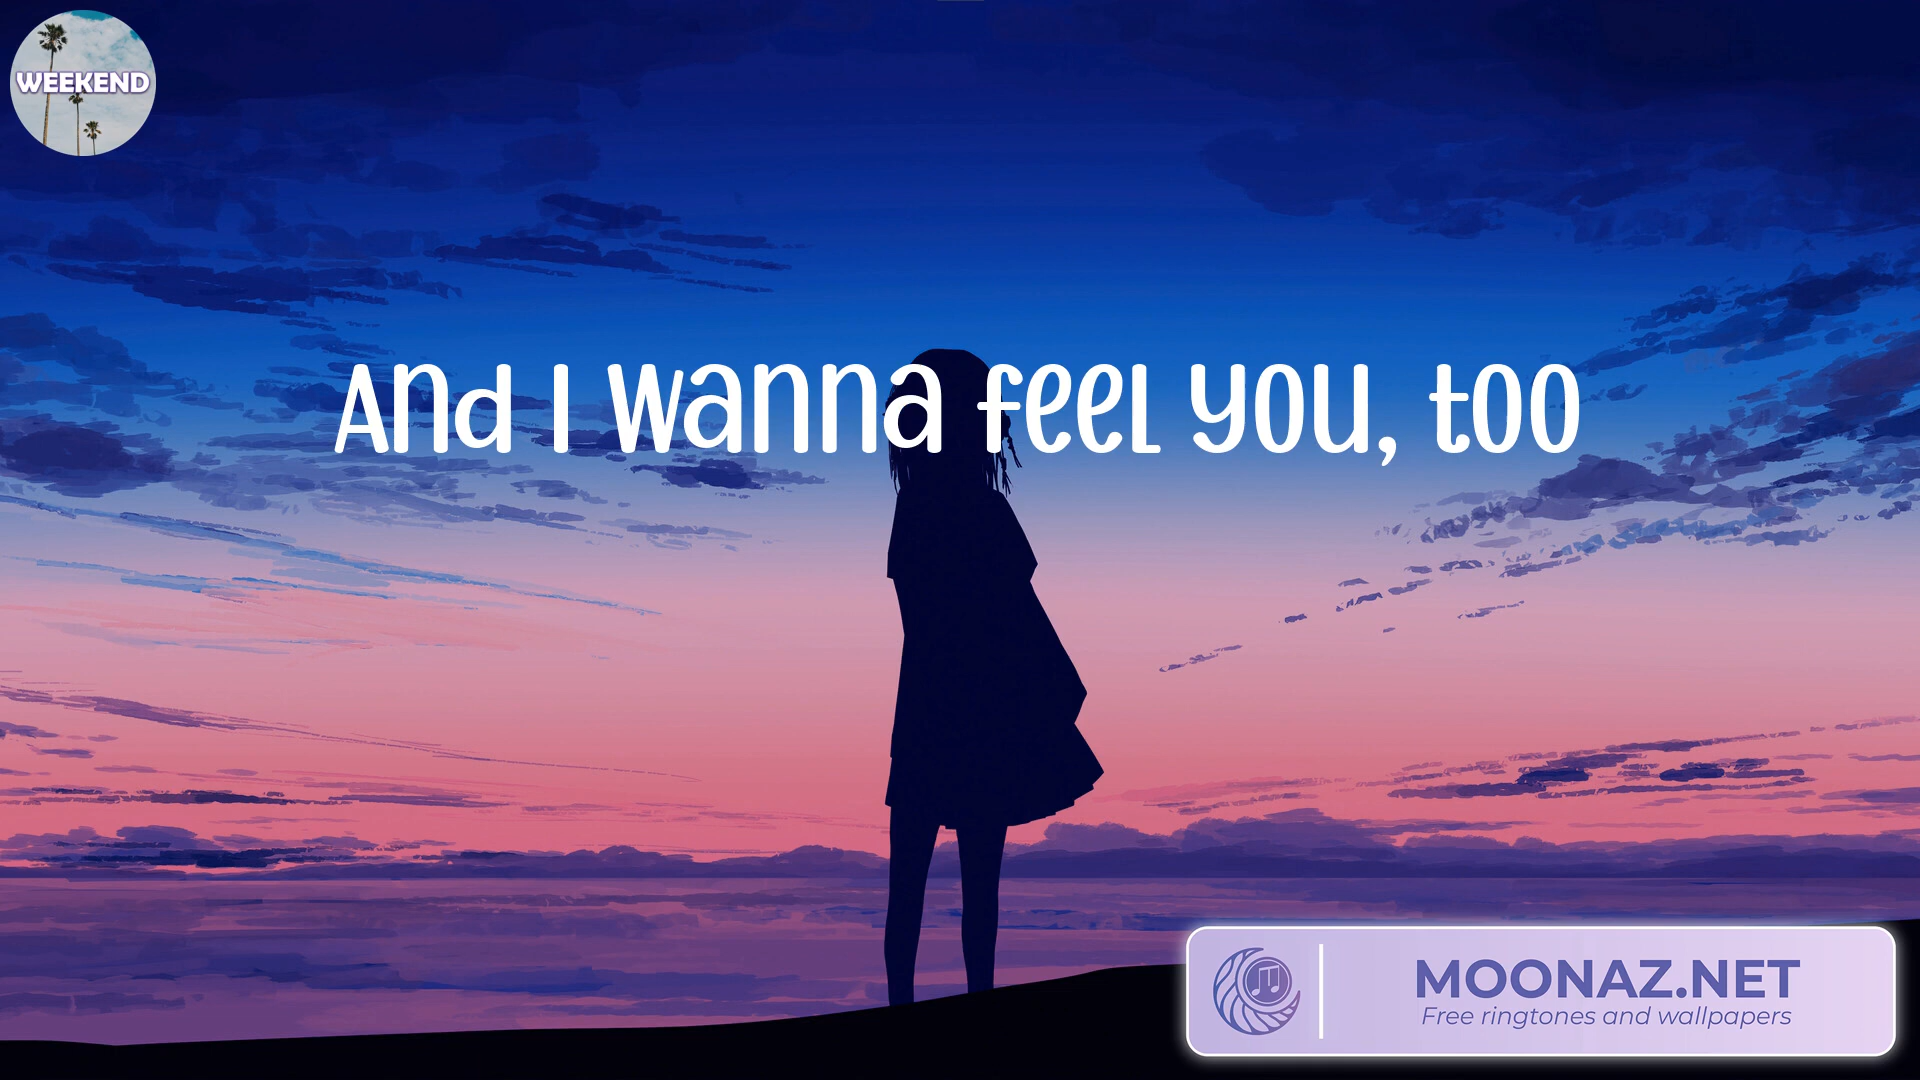 WEEKEND
And I wanna feel you, too
MOONAZ.NET
Free ringtones and wallpapers